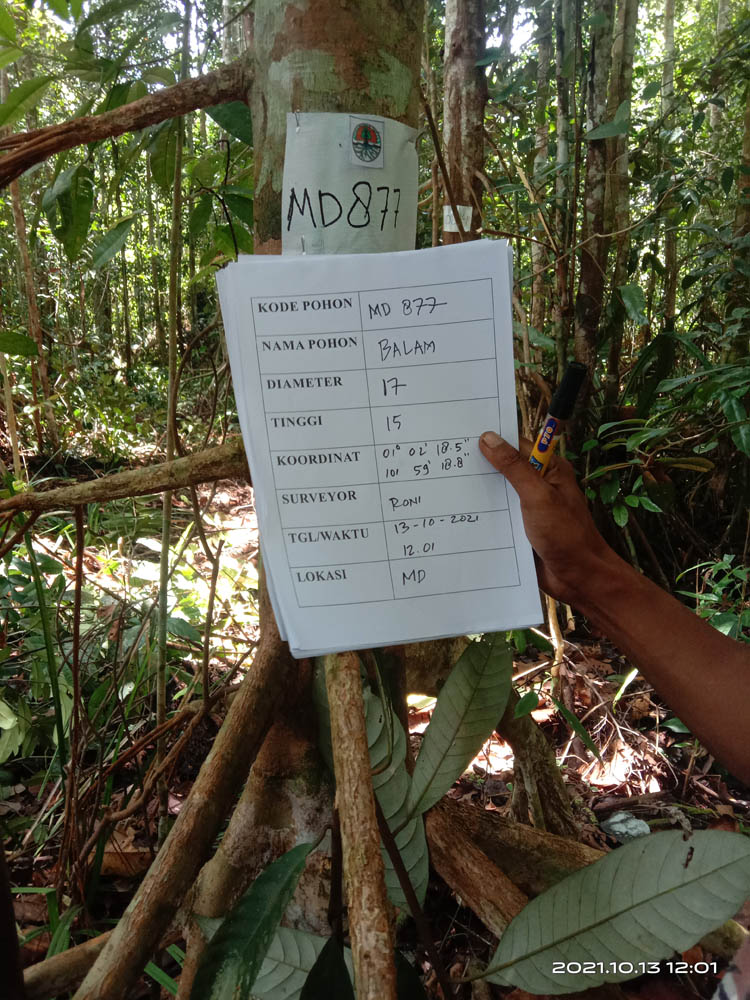 MD877
KODE POHON MD 877
NAMA POHON BALAM
DIAMETER 17
TINGGI 15
KOORDINAT 01° 02' 18.5"
101 59' 18.8"
SURVEYOR RONI
TGL/WAKTU 13-10-2021
12.01
LOKASI MD
2021.10.13 12:01